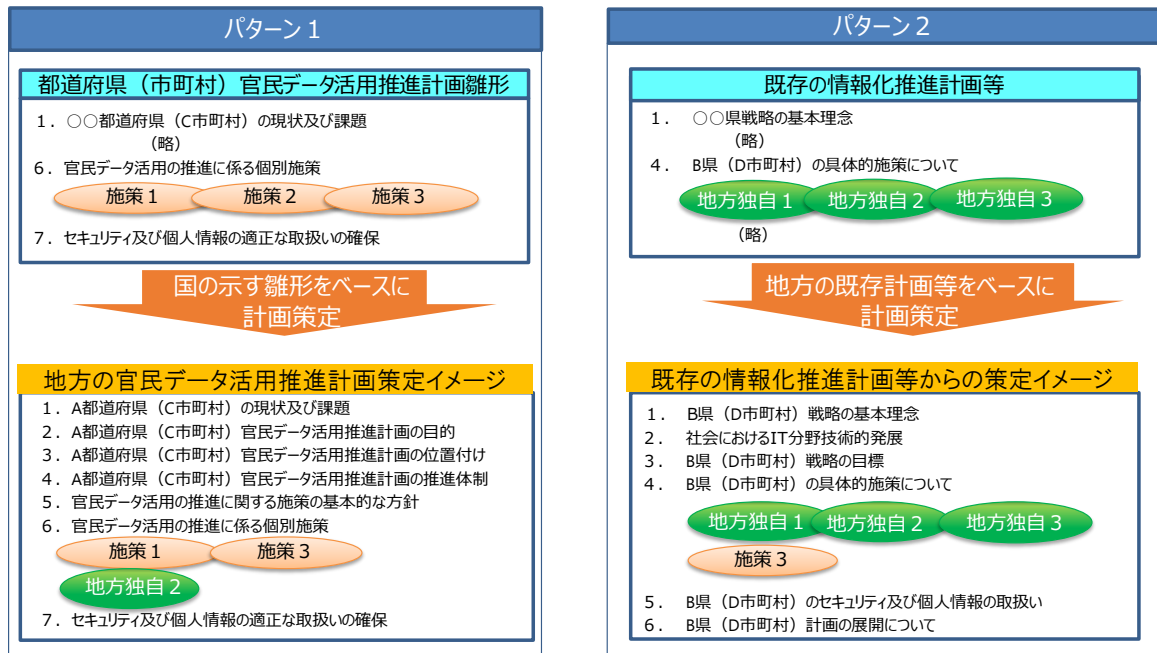 パターン１
都道府県（市町村）官民データ活用推進計画雛形
１．○○都道府県（C市町村）の現状及び課題
（略）
６．官民データ活用の推進に係る個別施策
施策１
施策２
施策３
７．セキュリティ及び個人情報の適正な取扱いの確保
国の示す雛形をベースに
計画策定
地方の官民データ活用推進計画策定イメージ
１．A都道府県（C市町村）の現状及び課題
２．A都道府県（C市町村）官民データ活用推進計画の目的
３．A都道府県（C市町村）官民データ活用推進計画の位置付け
４．A都道府県（C市町村）官民データ活用推進計画の推進体制
５．官民データ活用の推進に関する施策の基本的な方針
６．官民データ活用の推進に係る個別施策
施策１
施策３
地方独自２
７．セキュリティ及び個人情報の適正な取扱いの確保
パターン２
既存の情報化推進計画等
１．　○○県戦略の基本理念
（略）
４．　B県（D市町村）の具体的施策について
地方独自１
地方独自２
地方独自３
（略）
地方の既存計画等をベースに
計画策定
既存の情報化推進計画等からの策定イメージ
１．　B県（D市町村）戦略の基本理念
２．　社会におけるIT分野技術的発展
３．　B県（D市町村）戦略の目標
４．　B県（D市町村）の具体的施策について
地方独自１
地方独自２
地方独自３
施策３
５．　B県（D市町村）のセキュリティ及び個人情報の取扱い
６．　B県（D市町村）計画の展開について